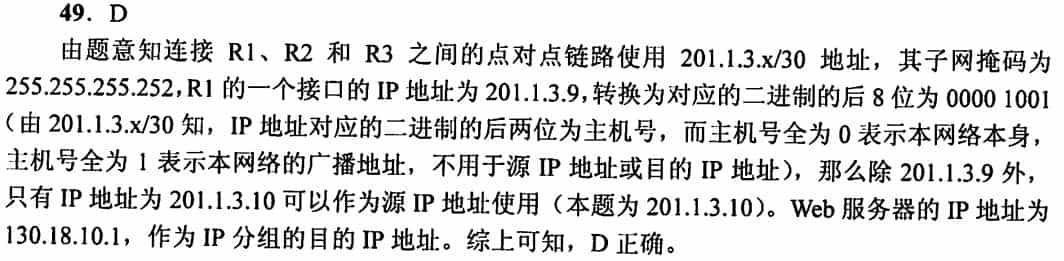 49. D
由题意知连接 R1、R2 和 R3 之间的点对点链路使用 201.1.3.x/30 地址，其子网掩码为
255.255.255.252，R1 的一个接口的 IP 地址为 201.1.3.9，转换为对应的二进制的后 8 位为 0000 1001
（由 201.1.3.x/30 知，IP 地址对应的二进制的后两位为主机号，而主机号全为 0 表示本网络本身，
主机号全为 1 表示本网络的广播地址，不用于源 IP 地址或目的 IP 地址），那么除 201.1.3.9 外，
只有 IP 地址为 201.1.3.10 可以作为源 IP 地址使用（本题为 201.1.3.10）。Web 服务器的 IP 地址为
130.18.10.1，作为 IP 分组的目的 IP 地址。综上可知，D 正确。